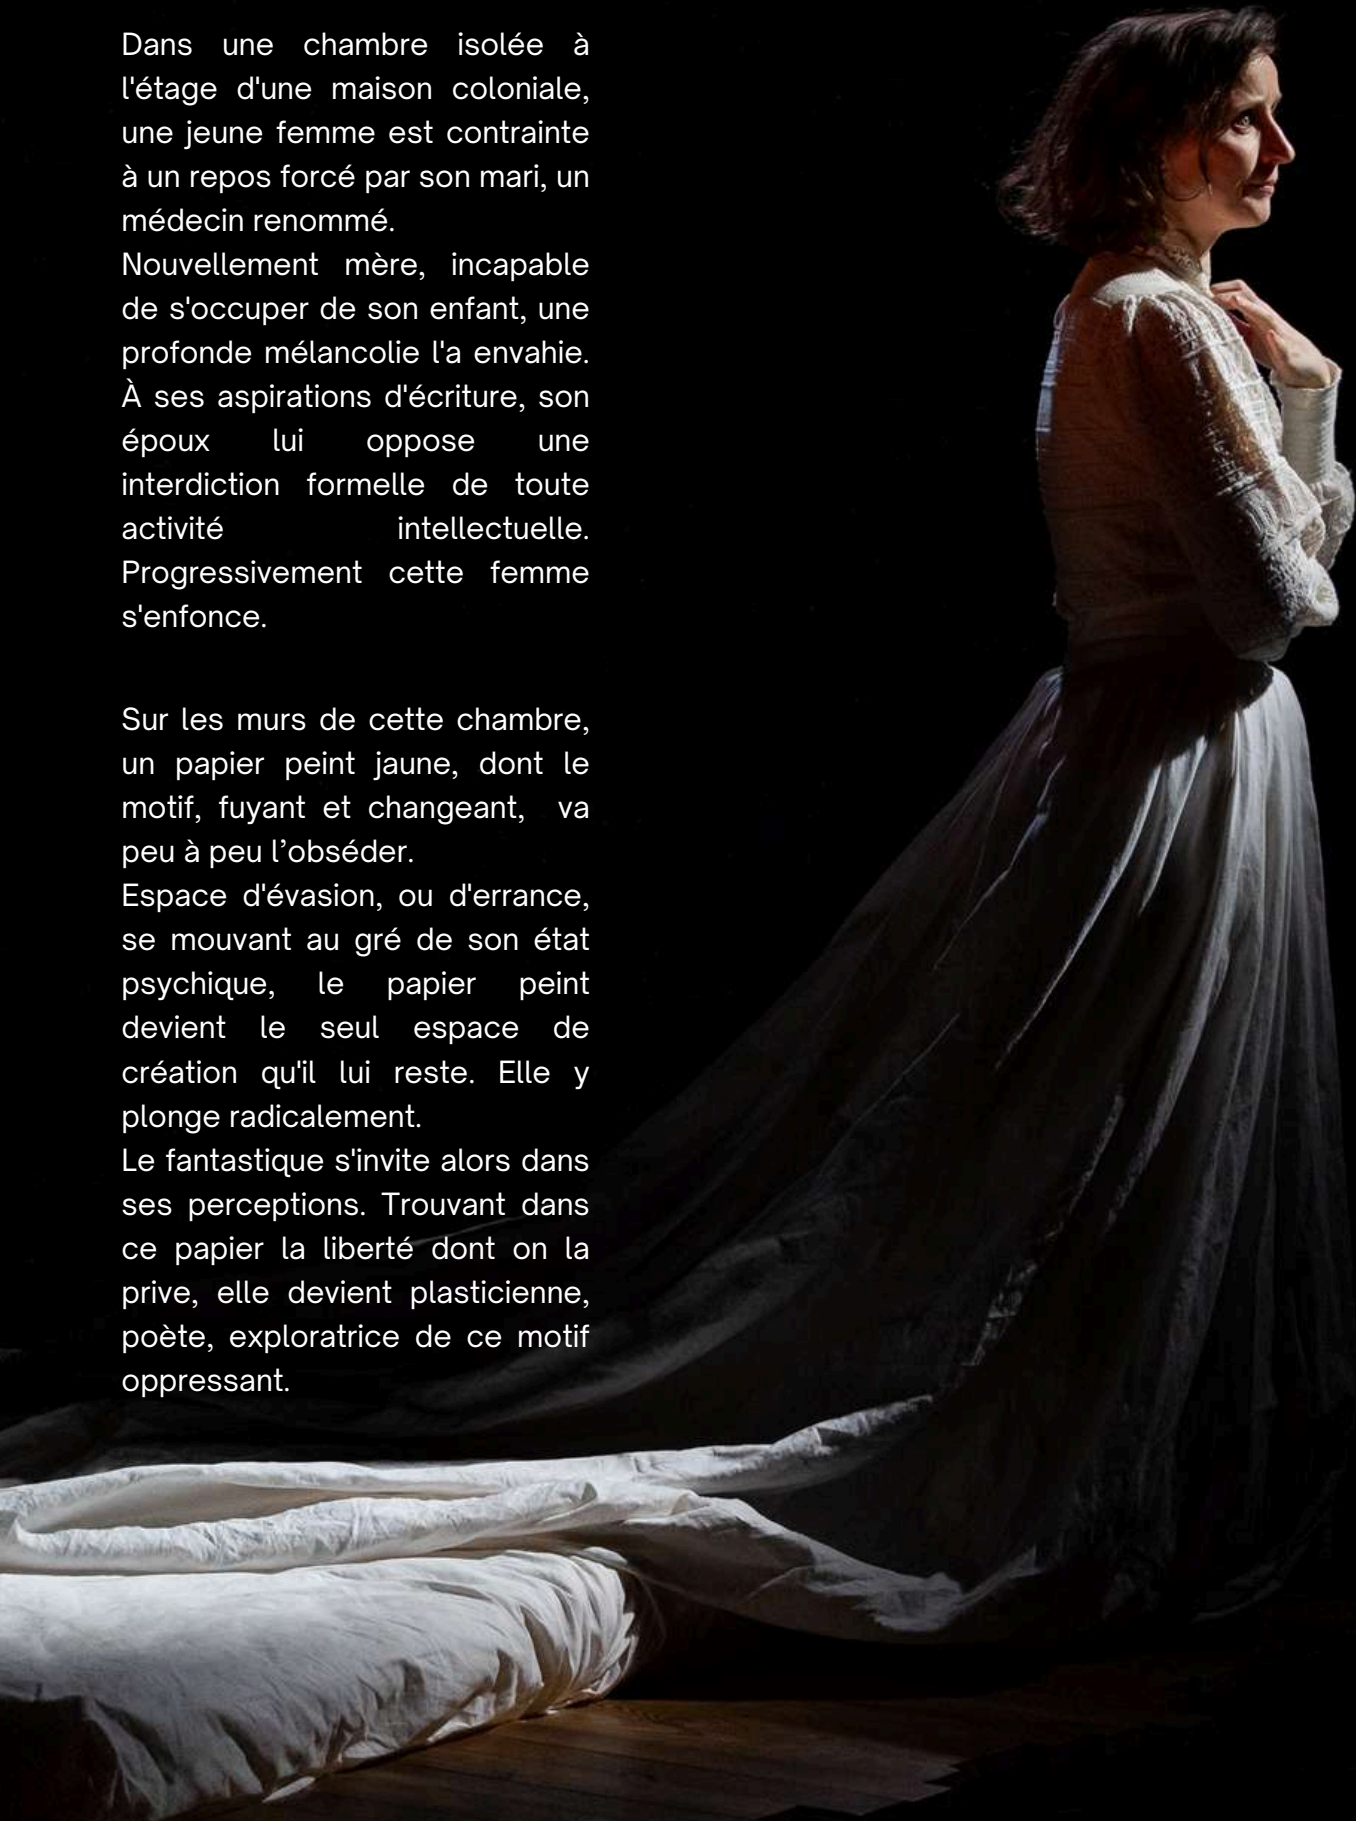 Dans une chambre isolée à
l'étage d'une maison coloniale,
une jeune femme est contrainte
à un repos forcé par son mari, un
médecin renommé.
Nouvellement mère, incapable
de s'occuper de son enfant, une
profonde mélancolie l'a envahie.
À ses aspirations d'écriture, son
époux lui oppose une
interdiction formelle de toute
activité intellectuelle.
Progressivement cette femme
s'enfonce.
Sur les murs de cette chambre,
un papier peint jaune, dont le
motif, fuyant et changeant, va
peu à peu l’obséder.
Espace d'évasion, ou d'errance,
se mouvant au gré de son état
psychique, le papier peint
devient le seul espace de
création qu'il lui reste. Elle y
plonge radicalement.
Le fantastique s'invite alors dans
ses perceptions. Trouvant dans
ce papier la liberté dont on la
prive, elle devient plasticienne,
poète, exploratrice de ce motif
oppressant.